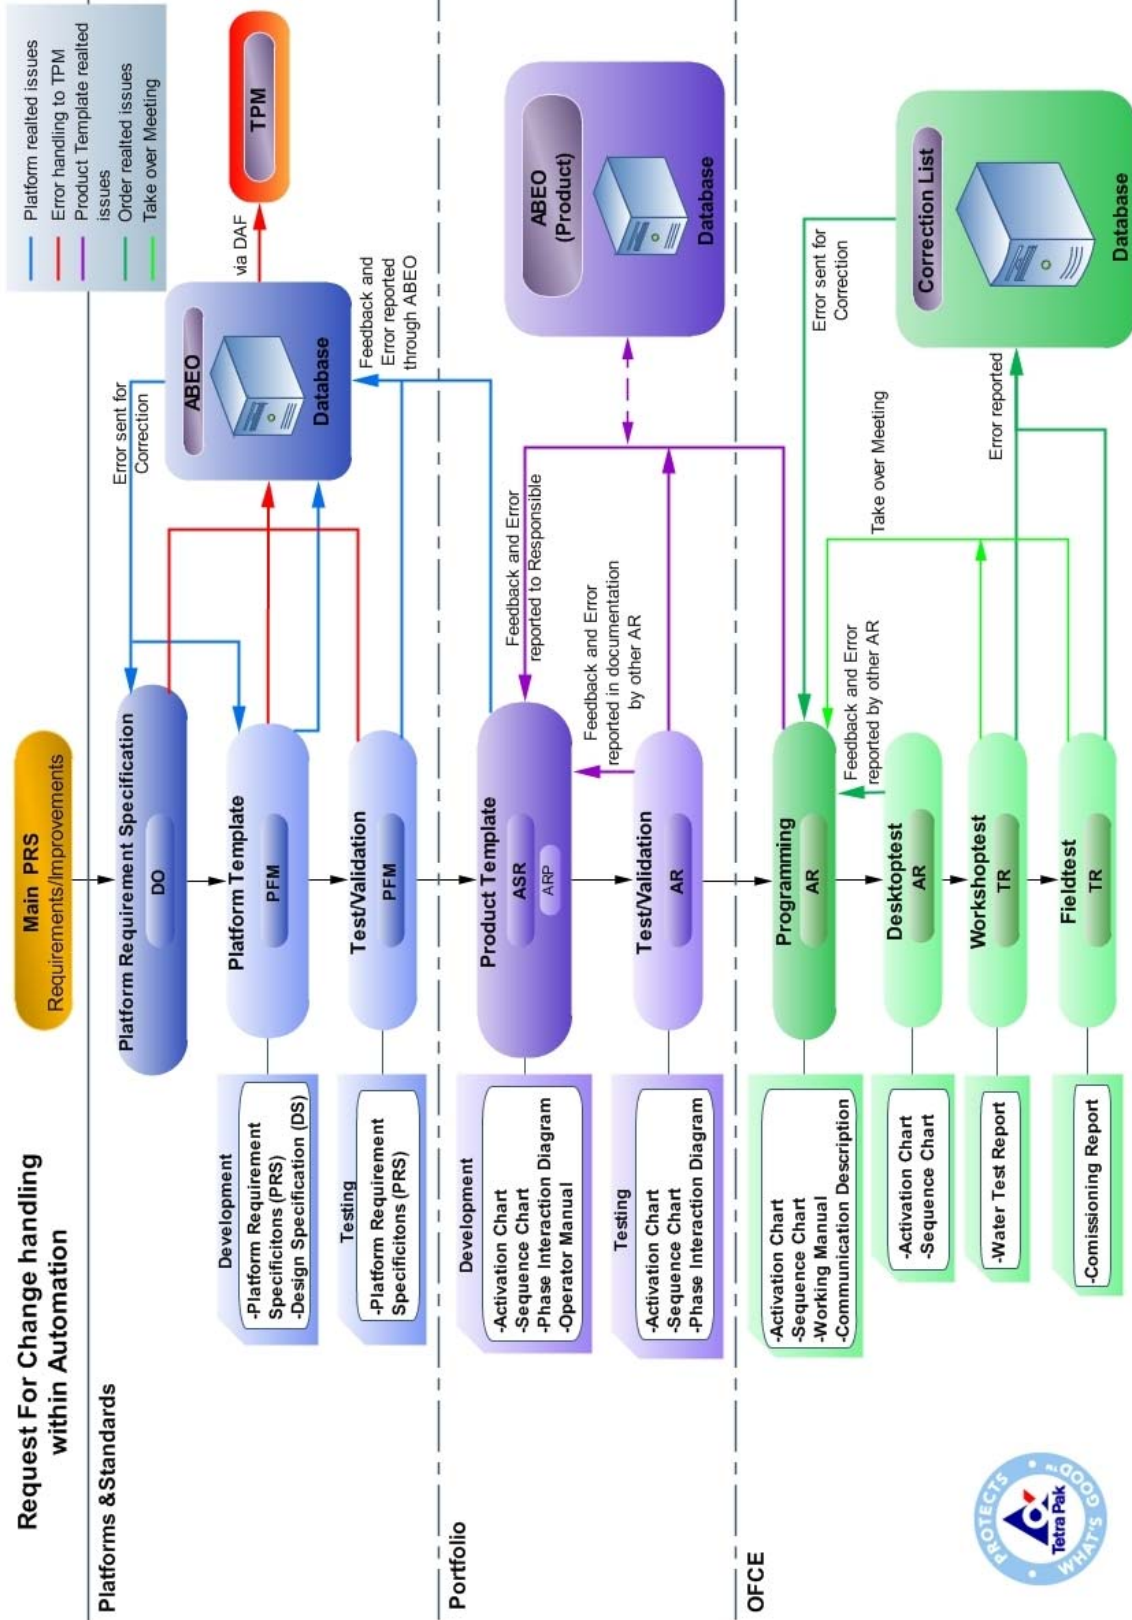 Request For Change handling
within Automation
Main PRS
Requirements/Improvements
Platform realted issues
Error handling to TPM
Product Template realted
issues
Order realted issues
Take over Meeting
Platforms &Standards
Platform Requirement Specification
DO
Error sent for
Correction
ABEO
Database
via DAF
TPM
Development
-Platform Requirement
Specificitons (PRS)
-Design Specification (DS)
Platform Template
PFM
Testing
-Platform Requirement
Specificitons (PRS)
Test/Validation
PFM
Feedback and
Error reported
through ABEO
Portfolio
Development
-Activation Chart
-Sequence Chart
-Phase Interaction Diagram
-Operator Manual
Product Template
ASR
ARP
Feedback and Error
reported to Responsible
ABEO
(Product)
Database
Testing
-Activation Chart
-Sequence Chart
-Phase Interaction Diagram
Test/Validation
AR
Feedback and Error
reported in documentation
by other AR
OFCE
-Activation Chart
-Sequence Chart
-Working Manual
-Communication Description
Programming
AR
Error sent for
Correction
Feedback and Error
reported by other AR
Take over Meeting
-Activation Chart
-Sequence Chart
Desktoptest
AR
Correction List
Database
-Water Test Report
Workshoptest
TR
Error reported
-Comissioning Report
Fieldtest
TR
PROTECTS
WHAT'S GOOD™
Tetra Pak